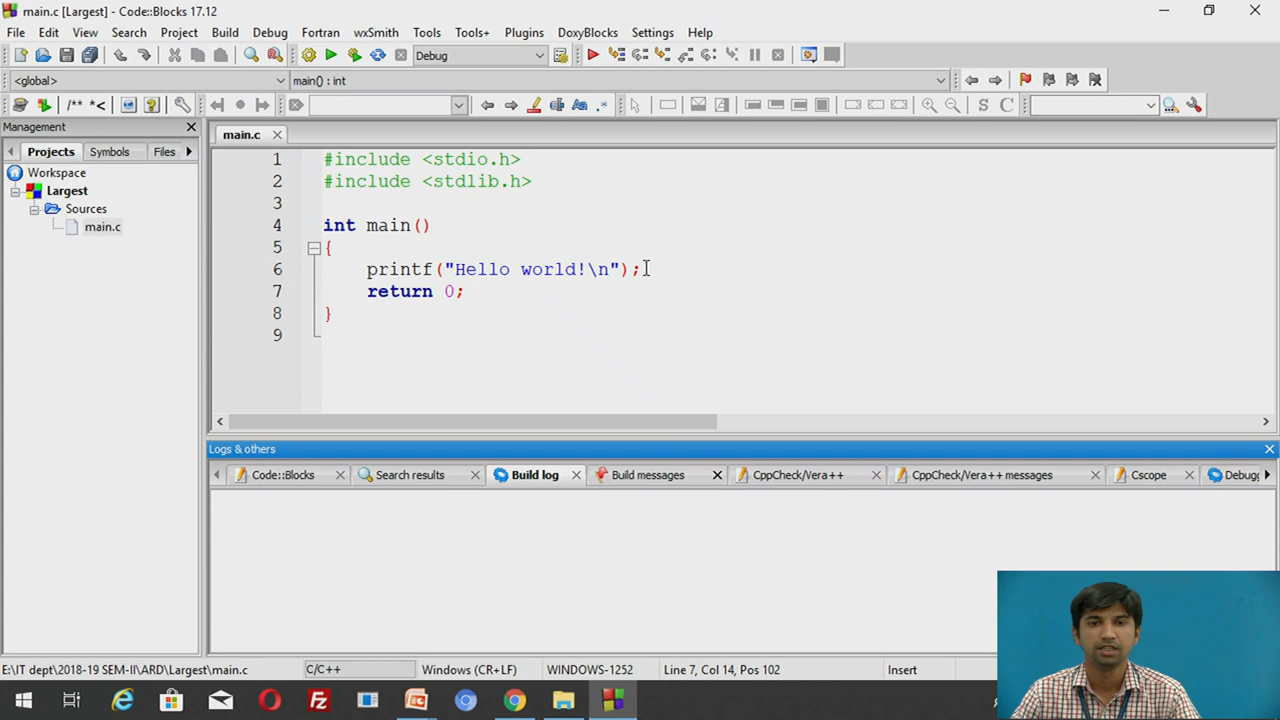 main.c [Largest] - Code::Blocks 17.12
File Edit View Search Project Build Debug Fortran wxSmith Tools Tools+ Plugins DoxyBlocks Settings Help
Debug
<global> main() : int
/** *<
Aa .*
S C
Management
Projects Symbols Files
Workspace
Largest
Sources
main.c
main.c
1 #include <stdio.h>
2 #include <stdlib.h>
3
4 int main()
5 {
6 printf("Hello world!\n");
7 return 0;
8 }
9
Logs & others
Code::Blocks Search results Build log Build messages CppCheck/Vera++ CppCheck/Vera++ messages Cscope Debugg
E:\IT dept\2018-19 SEM-II\ARD\Largest\main.c C/C++ Windows (CR+LF) WINDOWS-1252 Line 7, Col 14, Pos 102 Insert